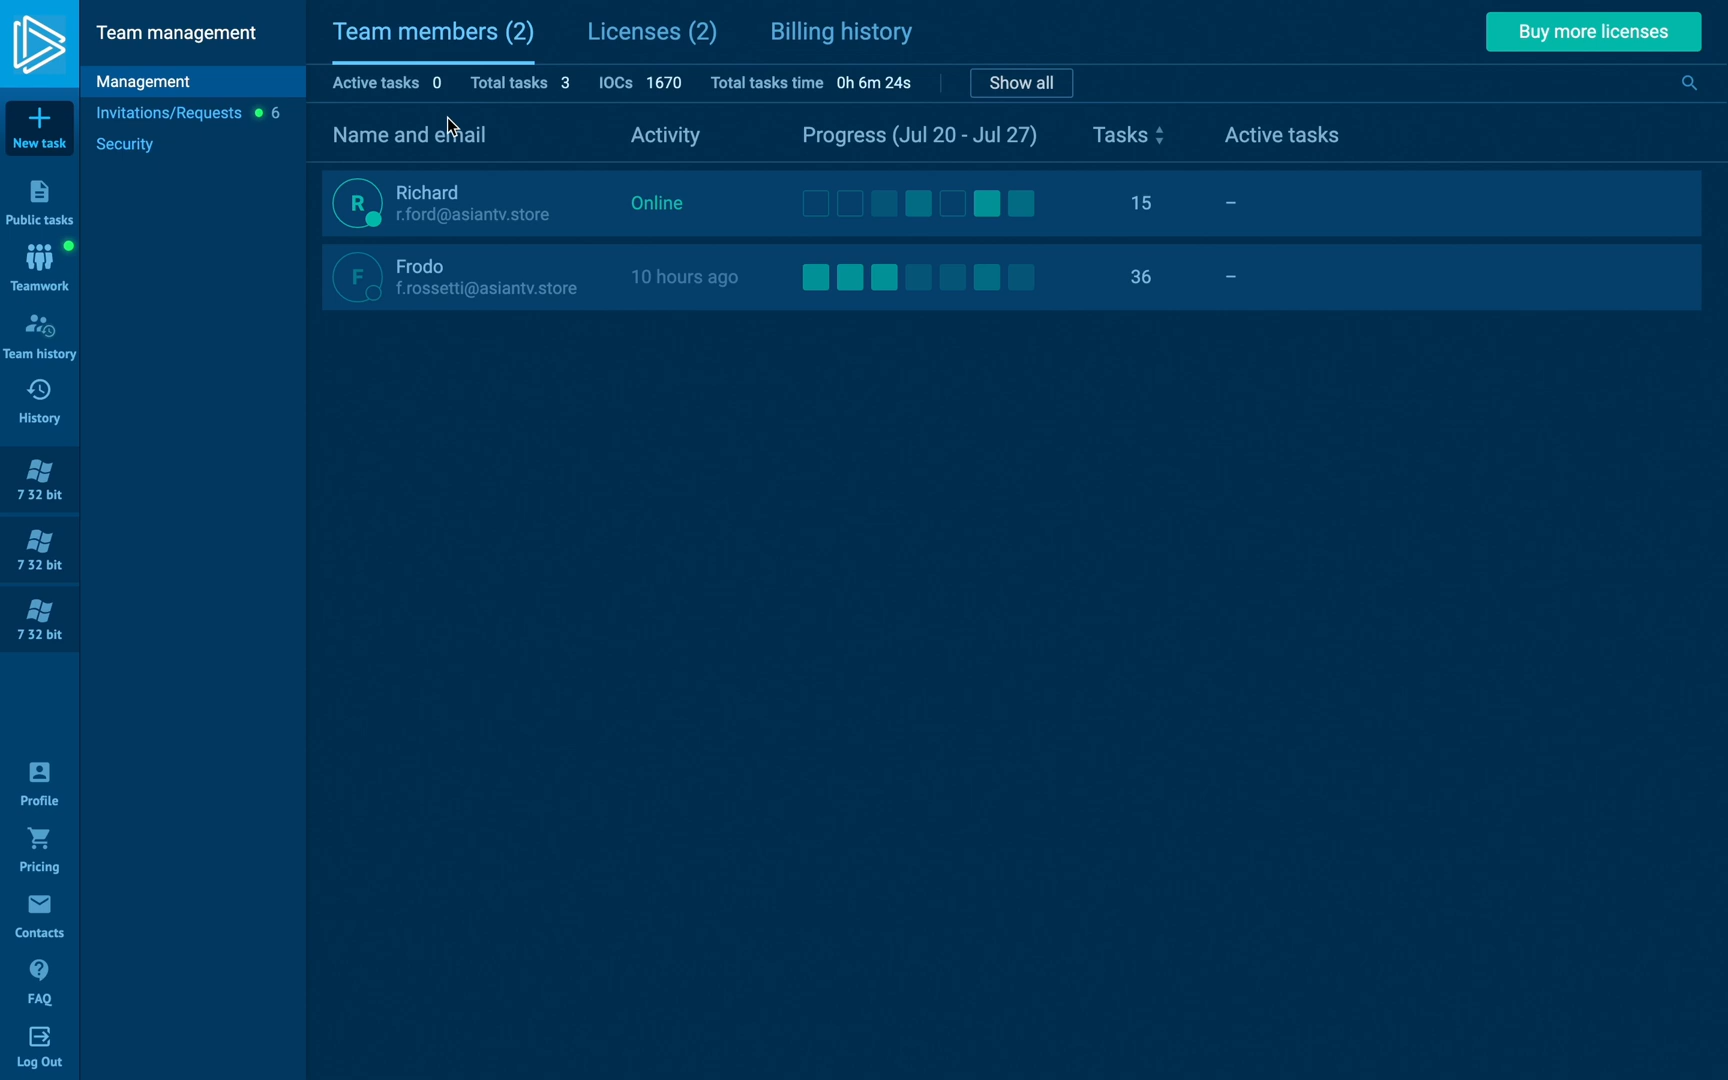 Team management
Management
Invitations/Requests 6
Security
New task
Public tasks
Teamwork
Team history
History
7 32 bit
7 32 bit
7 32 bit
Profile
Pricing
Contacts
FAQ
Log Out
Team members (2) Licenses (2) Billing history Buy more licenses
Active tasks 0 Total tasks 3 IOCs 1670 Total tasks time 0h 6m 24s Show all
Name and email Activity Progress (Jul 20 - Jul 27) Tasks Active tasks
R Richard Online 15 –
r.ford@asiantv.store
F Frodo 10 hours ago 36 –
f.rossetti@asiantv.store